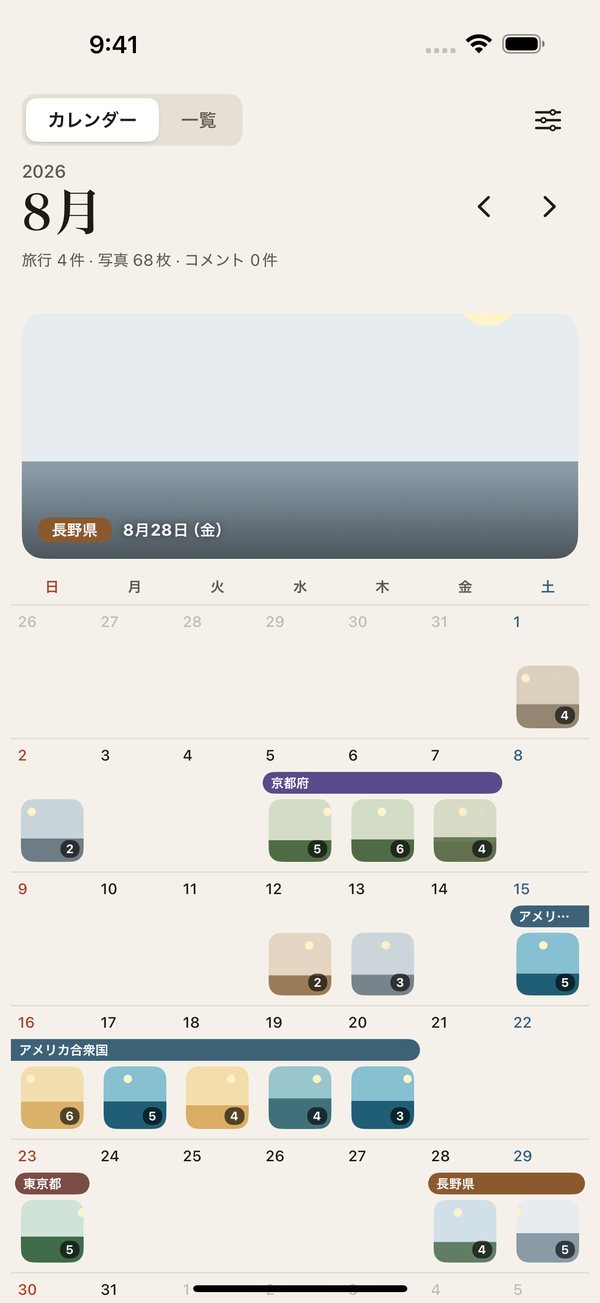 9:41
カレンダー 一覧
2026
8月
旅行 4件 · 写真 68枚 · コメント 0件
長野県 8月28日（金）
日 月 火 水 木 金 土
26 27 28 29 30 31 1
4
2 3 4 5 6 7 8
京都府
2 5 6 4
9 10 11 12 13 14 15
アメリ…
2 3 5
16 17 18 19 20 21 22
アメリカ合衆国
6 5 4 4 3
23 24 25 26 27 28 29
東京都 長野県
5 4 5
30 31 1 2 3 4 5